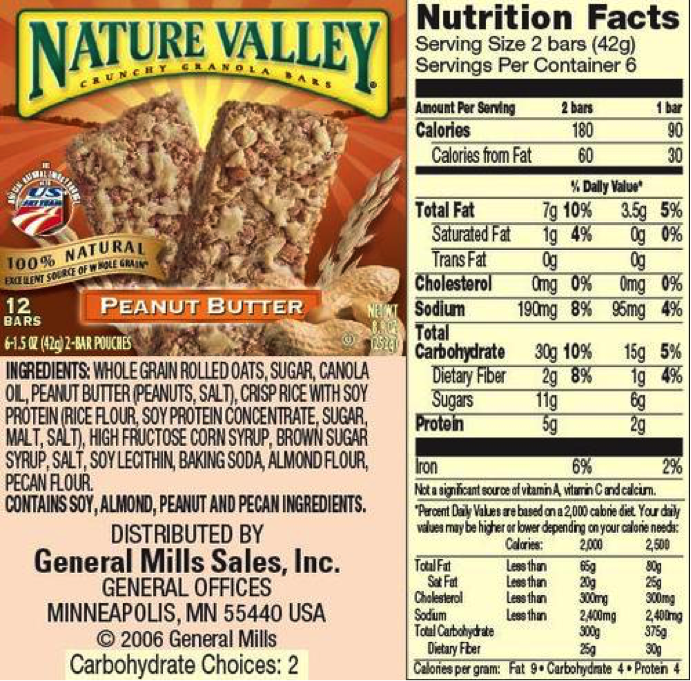 NATURE VALLEY®
CRUNCHY GRANOLA BARS
US
SKI TEAM
100% NATURAL
EXCELLENT SOURCE OF WHOLE GRAIN*
12
BARS
PEANUT BUTTER
6-1.5 OZ (42g) 2-BAR POUCHES
NET WT
INGREDIENTS: WHOLE GRAIN ROLLED OATS, SUGAR, CANOLA
OIL, PEANUT BUTTER (PEANUTS, SALT), CRISP RICE WITH SOY
PROTEIN (RICE FLOUR, SOY PROTEIN CONCENTRATE, SUGAR,
MALT, SALT), HIGH FRUCTOSE CORN SYRUP, BROWN SUGAR
SYRUP, SALT, SOY LECITHIN, BAKING SODA, ALMOND FLOUR,
PECAN FLOUR.
CONTAINS SOY, ALMOND, PEANUT AND PECAN INGREDIENTS.
DISTRIBUTED BY
General Mills Sales, Inc.
GENERAL OFFICES
MINNEAPOLIS, MN 55440 USA
© 2006 General Mills
Carbohydrate Choices: 2
Nutrition Facts
Serving Size 2 bars (42g)
Servings Per Container 6
Amount Per Serving 2 bars 1 bar
Calories 180 90
Calories from Fat 60 30
% Daily Value*
Total Fat 7g 10% 3.5g 5%
Saturated Fat 1g 4% 0g 0%
Trans Fat 0g 0g
Cholesterol 0mg 0% 0mg 0%
Sodium 190mg 8% 95mg 4%
Total
Carbohydrate 30g 10% 15g 5%
Dietary Fiber 2g 8% 1g 4%
Sugars 11g 6g
Protein 5g 2g
Iron 6% 2%
Not a significant source of vitamin A, vitamin C and calcium.
*Percent Daily Values are based on a 2,000 calorie diet. Your daily
values may be higher or lower depending on your calorie needs:
Calories: 2,000 2,500
Total Fat Less than 65g 80g
Sat Fat Less than 20g 25g
Cholesterol Less than 300mg 300mg
Sodium Less than 2,400mg 2,400mg
Total Carbohydrate 300g 375g
Dietary Fiber 25g 30g
Calories per gram: Fat 9 • Carbohydrate 4 • Protein 4